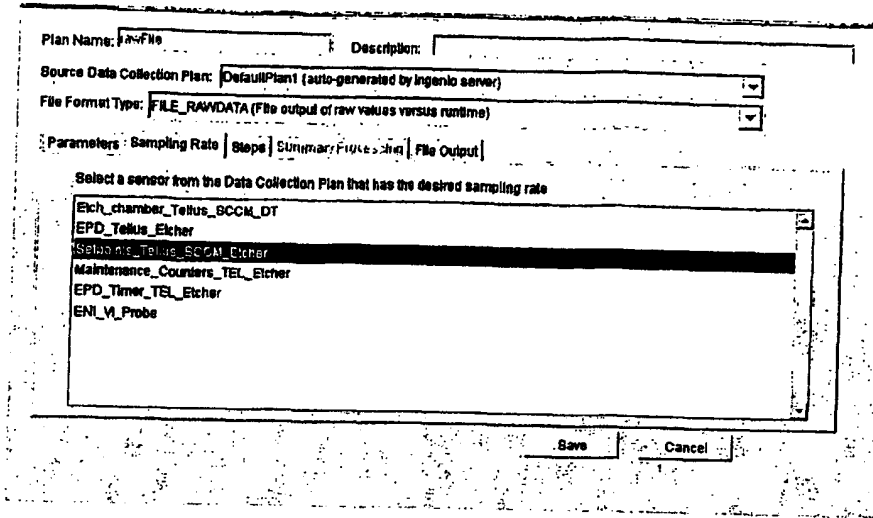 Plan Name: rawFile Description:
Source Data Collection Plan: DefaultPlan1 (auto-generated by Ingenio server)
File Format Type: FILE_RAWDATA (File output of raw values versus runtime)
Parameters Sampling Rate Steps Summary Processing File Output
Select a sensor from the Data Collection Plan that has the desired sampling rate
Etch_chamber_Tellus_SCCM_DT
EPD_Tellus_Etcher
Setpoints_Tellus_SCCM_Etcher
Maintenance_Counters_TEL_Etcher
EPD_Timer_TEL_Etcher
ENI_VI_Probe
Save Cancel